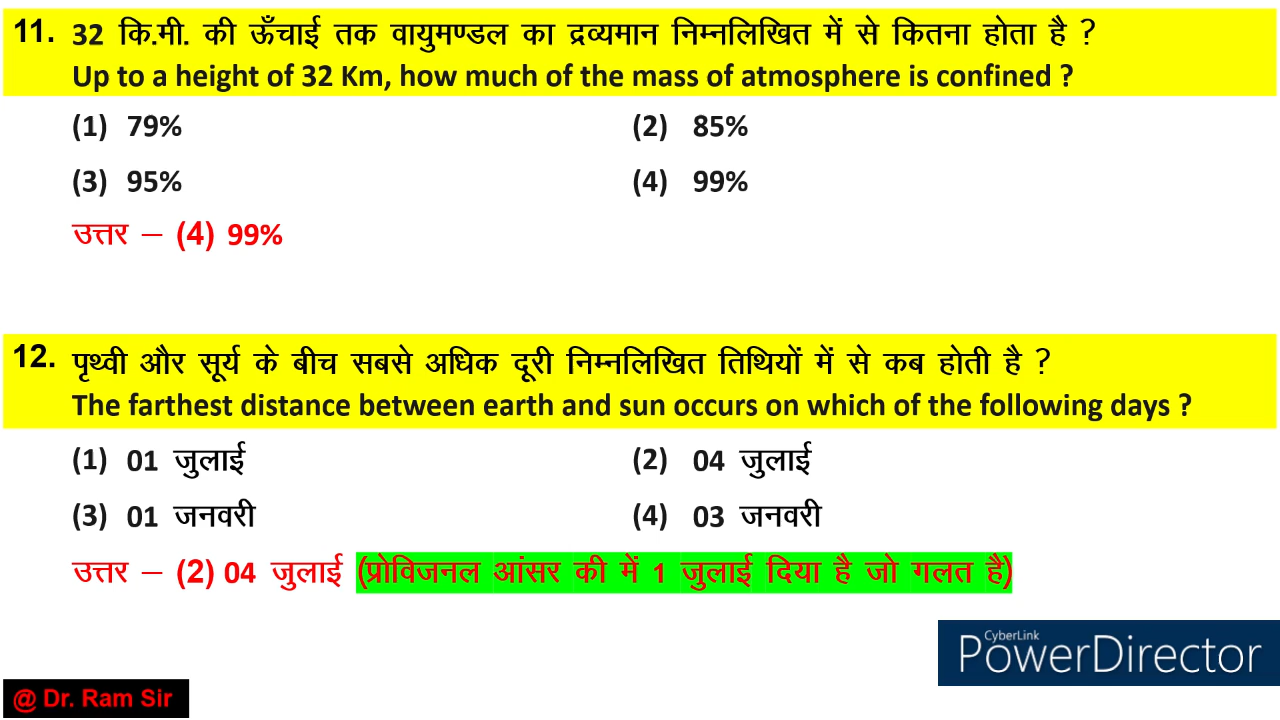 11. 32 कि.मी. की ऊँचाई तक वायुमण्डल का द्रव्यमान निम्नलिखित में से कितना होता है ?
Up to a height of 32 Km, how much of the mass of atmosphere is confined ?
(1) 79% (2) 85%
(3) 95% (4) 99%
उत्तर – (4) 99%
12. पृथ्वी और सूर्य के बीच सबसे अधिक दूरी निम्नलिखित तिथियों में से कब होती है ?
The farthest distance between earth and sun occurs on which of the following days ?
(1) 01 जुलाई (2) 04 जुलाई
(3) 01 जनवरी (4) 03 जनवरी
उत्तर – (2) 04 जुलाई (प्रोविजनल आंसर की में 1 जुलाई दिया है जो गलत है)
CyberLink
PowerDirector
@ Dr. Ram Sir